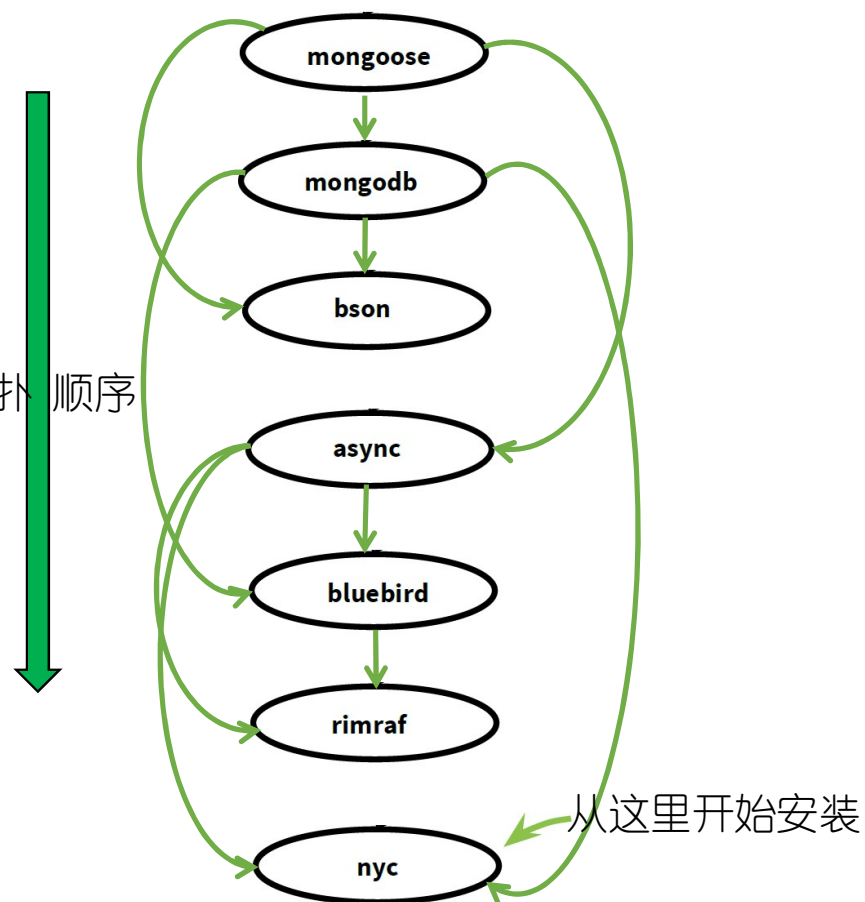 mongoose
mongodb
bson
扑 顺序
async
bluebird
rimraf
从这里开始安装
nyc